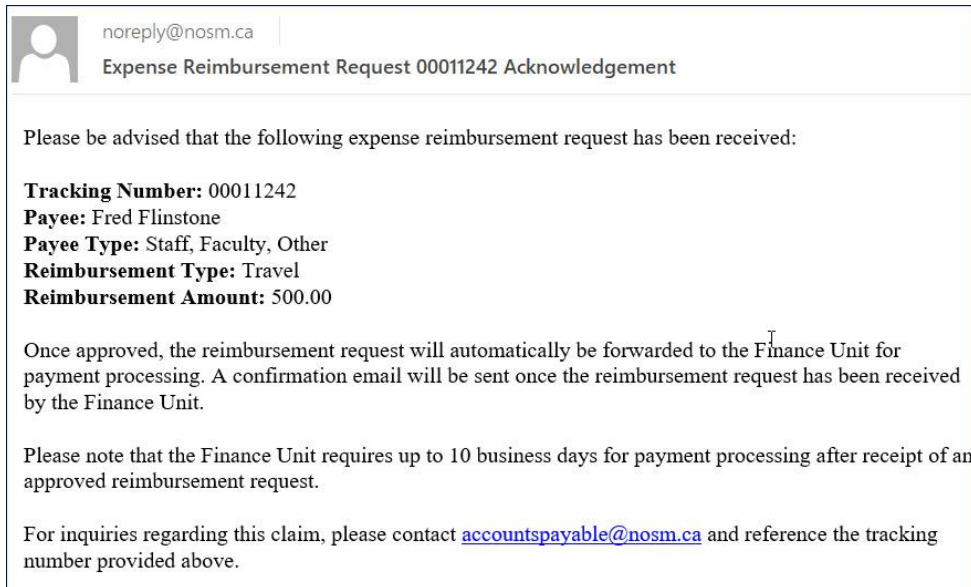 noreply@nosm.ca
Expense Reimbursement Request 00011242 Acknowledgement
Please be advised that the following expense reimbursement request has been received:
Tracking Number: 00011242
Payee: Fred Flinstone
Payee Type: Staff, Faculty, Other
Reimbursement Type: Travel
Reimbursement Amount: 500.00
Once approved, the reimbursement request will automatically be forwarded to the Finance Unit for
payment processing. A confirmation email will be sent once the reimbursement request has been received
by the Finance Unit.
Please note that the Finance Unit requires up to 10 business days for payment processing after receipt of an
approved reimbursement request.
For inquiries regarding this claim, please contact accountspayable@nosm.ca and reference the tracking
number provided above.